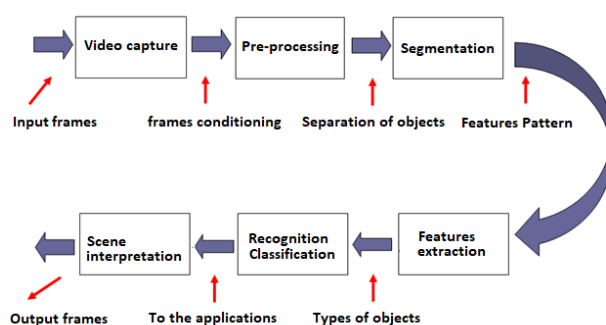 Video capture
Pre-processing
Segmentation
Input frames
frames conditioning
Separation of objects
Features Pattern
Scene
interpretation
Recognition
Classification
Features
extraction
Output frames
To the applications
Types of objects